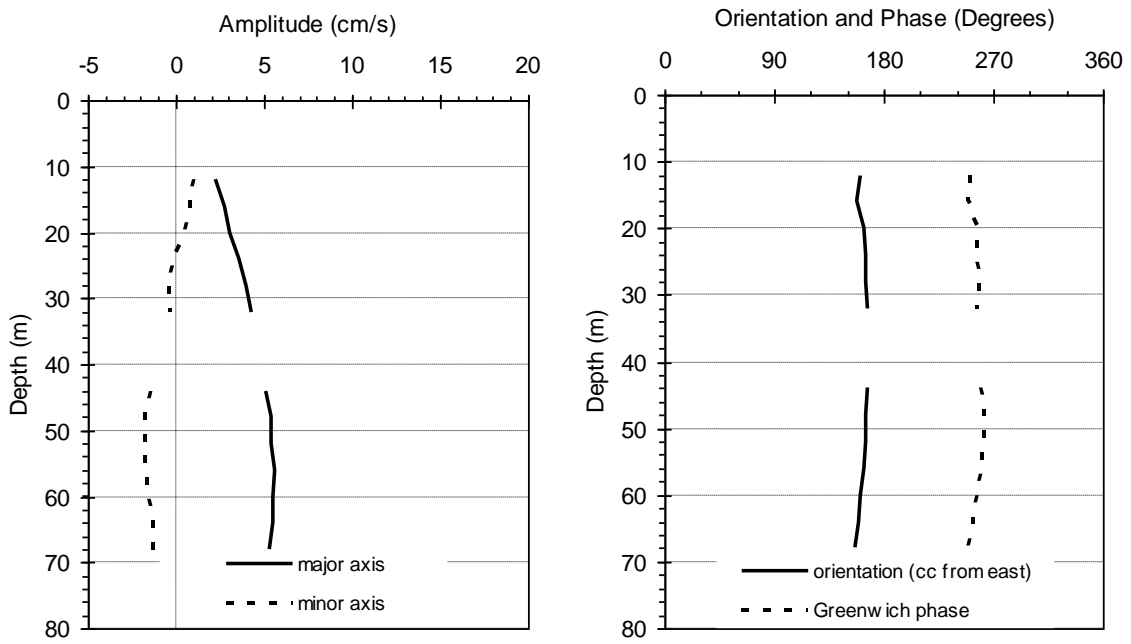 Amplitude (cm/s)
-5 0 5 10 15 20
0
10
20
30
40
50
60
70
80
Depth (m)
major axis
minor axis
Orientation and Phase (Degrees)
0 90 180 270 360
0
10
20
30
40
50
60
70
80
Depth (m)
orientation (cc from east)
Greenwich phase